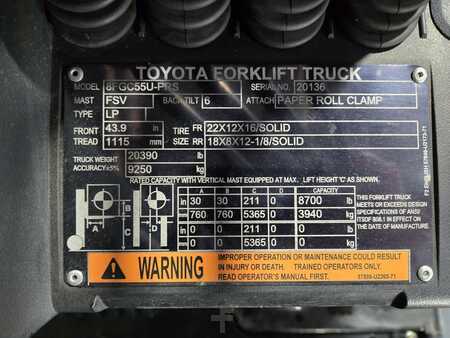 TOYOTA FORKLIFT TRUCK
MODEL 8FGC55U-PRS SERIAL NO. 20136
MAST FSV BACK TILT 6 ATTACH PAPER ROLL CLAMP
TYPE LP
FRONT 43.9 in TIRE FR 22X12X16/SOLID
TREAD 1115 mm SIZE RR 18X8X12-1/8/SOLID
TRUCK WEIGHT 20390 lb
ACCURACY±5% 9250 kg
RATED CAPACITY WITH VERTICAL MAST EQUIPPED AT MAX. LIFT HEIGHT 'C' AS SHOWN.
A B C D CAPACITY
in 30 30 211 0 8700 lb
mm 760 760 5365 0 3940 kg
in 0 0 211 0 0 lb
mm 0 0 5365 0 0 kg
THIS FORKLIFT TRUCK
MEETS OR EXCEEDS DESIGN
SPECIFICATIONS OF ANSI/
ITSDF B56.1 IN EFFECT ON
THE DATE OF MANUFACTURE.
B
A
C
D
WARNING
IMPROPER OPERATION OR MAINTENANCE COULD RESULT
IN INJURY OR DEATH. TRAINED OPERATORS ONLY.
READ OPERATOR'S MANUAL FIRST.